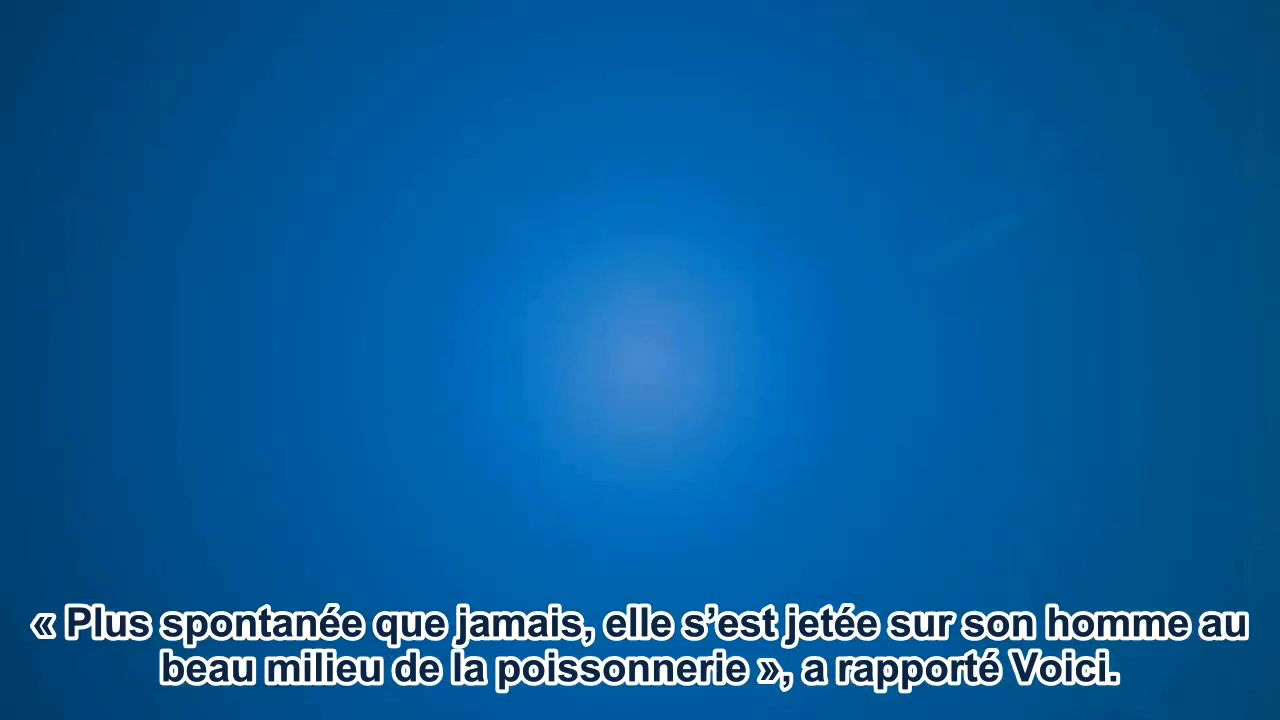 « Plus spontanée que jamais, elle s’est jetée sur son homme au
beau milieu de la poissonnerie », a rapporté Voici.